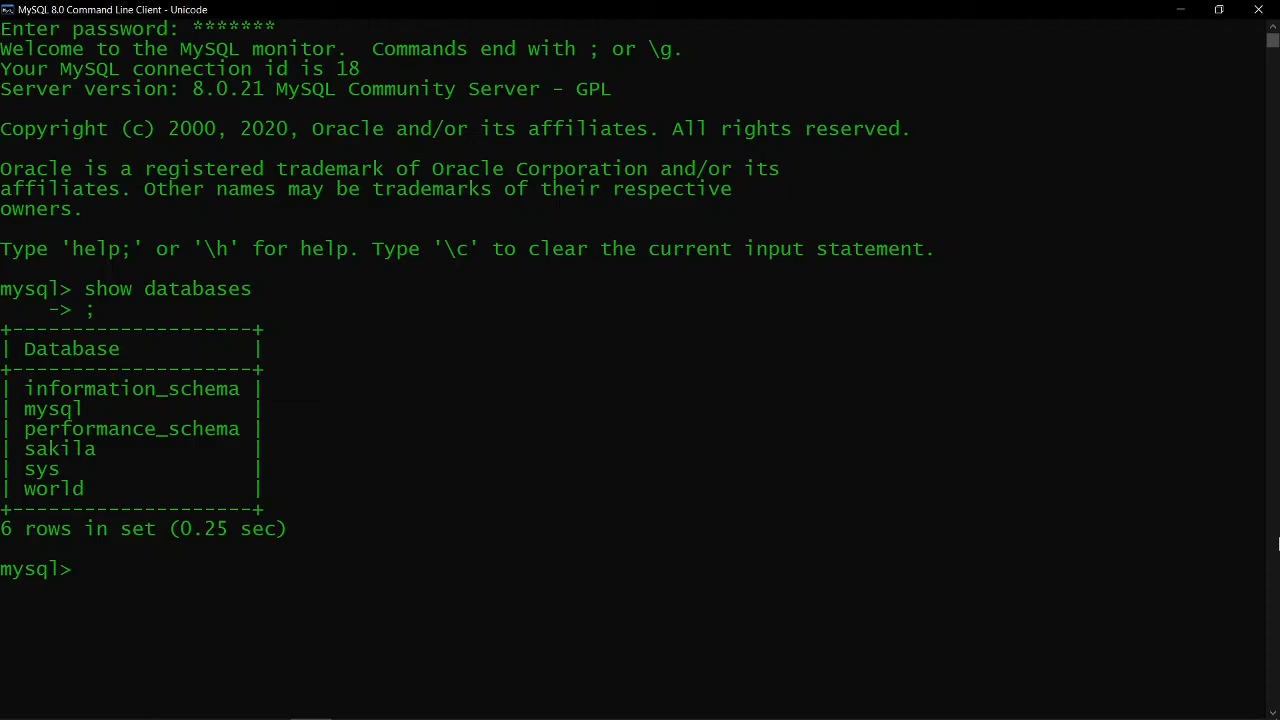 MySQL 8.0 Command Line Client - Unicode
Enter password: *******
Welcome to the MySQL monitor.  Commands end with ; or \g.
Your MySQL connection id is 18
Server version: 8.0.21 MySQL Community Server - GPL
Copyright (c) 2000, 2020, Oracle and/or its affiliates. All rights reserved.
Oracle is a registered trademark of Oracle Corporation and/or its
affiliates. Other names may be trademarks of their respective
owners.
Type 'help;' or '\h' for help. Type '\c' to clear the current input statement.
mysql> show databases
    -> ;
+--------------------+
| Database           |
+--------------------+
| information_schema |
| mysql              |
| performance_schema |
| sakila             |
| sys                |
| world              |
+--------------------+
6 rows in set (0.25 sec)
mysql>